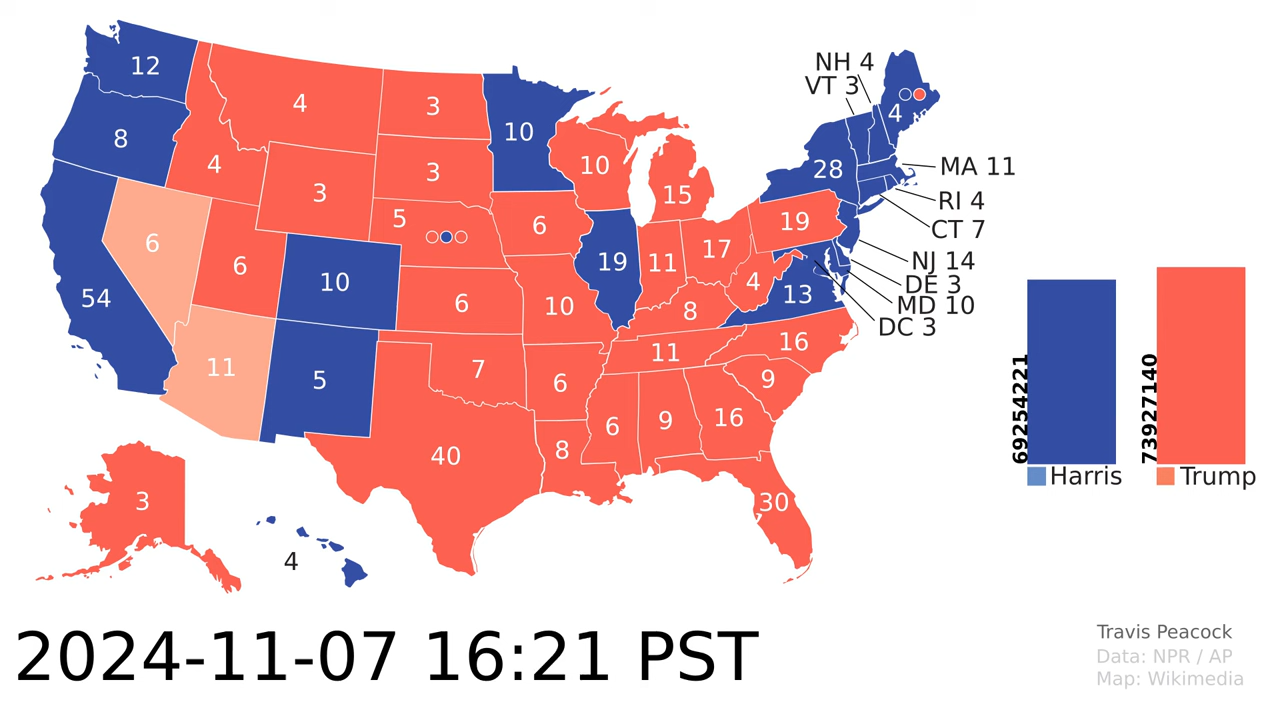 NH 4
VT 3
12
4
3
10
4
8
4
3
10
15
28
MA 11
3
5
6
19
RI 4
CT 7
6
6
10
19
11
17
4
NJ 14
DE 3
54
6
10
8
13
MD 10
DC 3
11
5
7
6
11
16
9
40
8
6
9
16
30
3
4
69254221
73927140
Harris
Trump
2024-11-07 16:21 PST
Travis Peacock
Data: NPR / AP
Map: Wikimedia